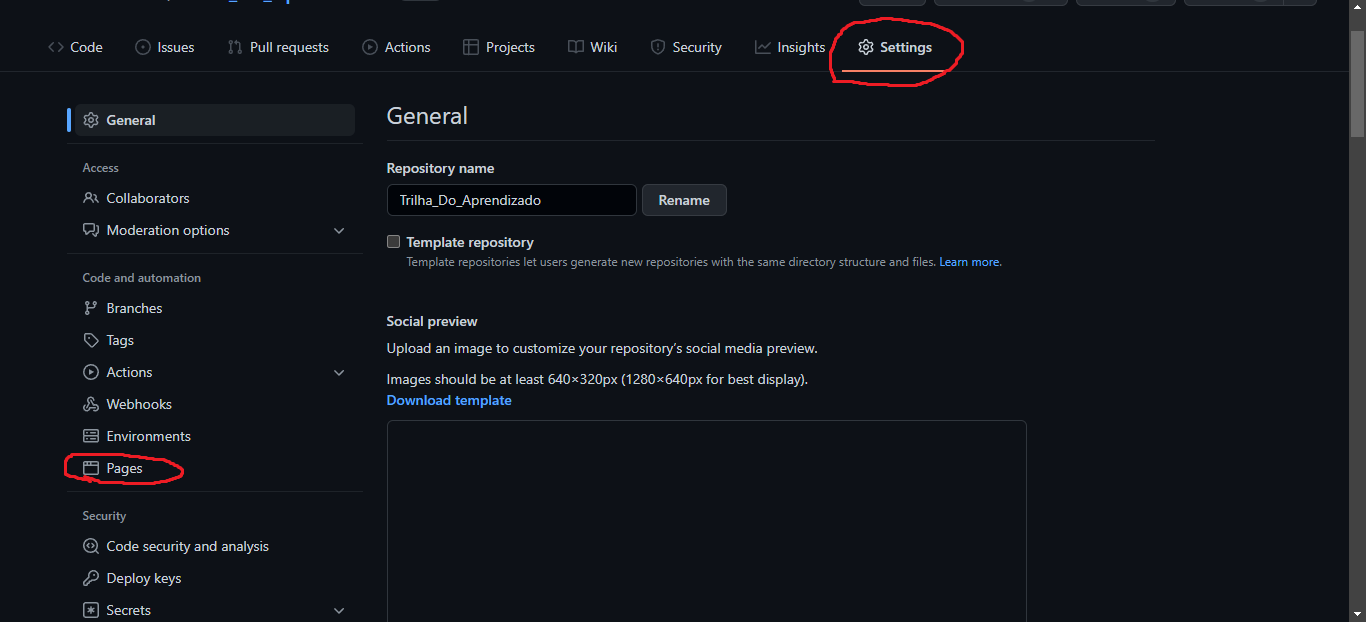 Code Issues Pull requests Actions Projects Wiki Security Insights Settings
General
Access
Collaborators
Moderation options
Code and automation
Branches
Tags
Actions
Webhooks
Environments
Pages
Security
Code security and analysis
Deploy keys
Secrets
General
Repository name
Trilha_Do_Aprendizado Rename
Template repository
Template repositories let users generate new repositories with the same directory structure and files. Learn more.
Social preview
Upload an image to customize your repository’s social media preview.
Images should be at least 640×320px (1280×640px for best display).
Download template